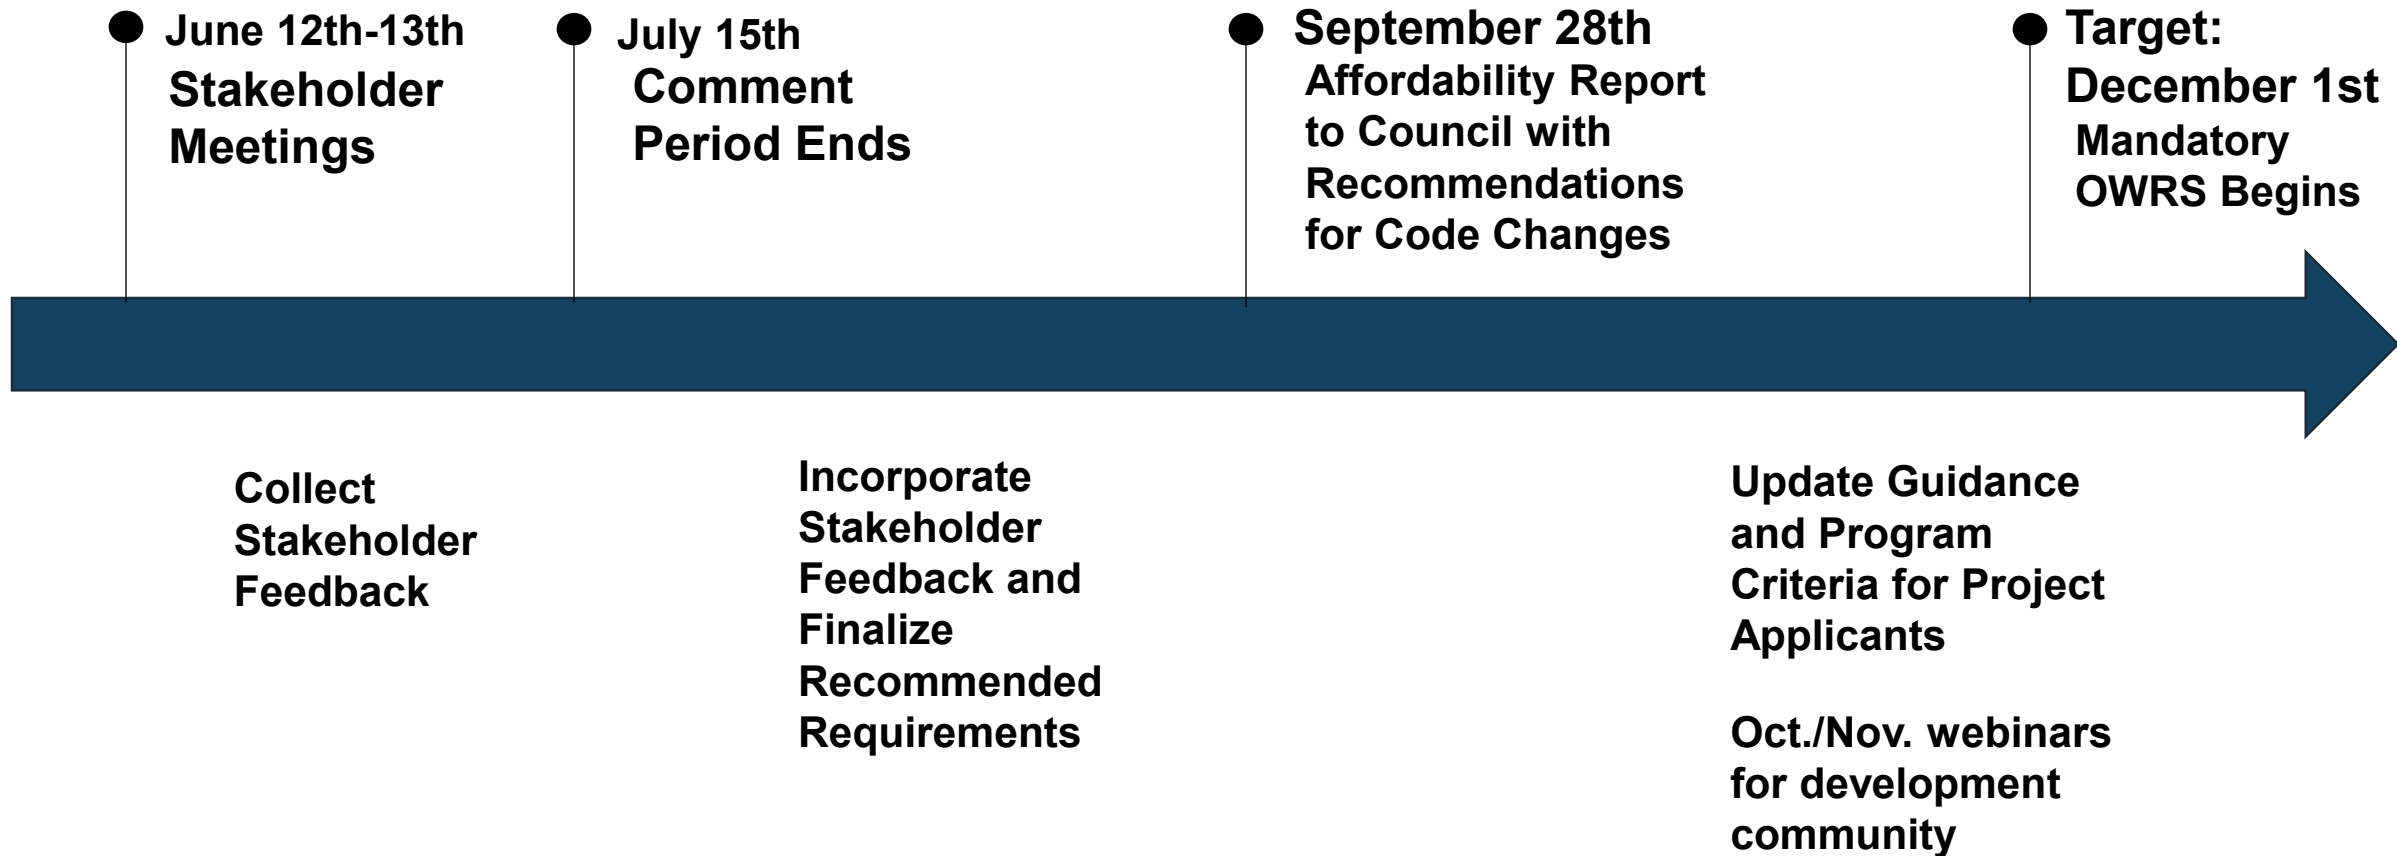 June 12th-13th
Stakeholder
Meetings
July 15th
Comment
Period Ends
September 28th
Affordability Report
to Council with
Recommendations
for Code Changes
Target:
December 1st
Mandatory
OWRS Begins
Collect
Stakeholder
Feedback
Incorporate
Stakeholder
Feedback and
Finalize
Recommended
Requirements
Update Guidance
and Program
Criteria for Project
Applicants
Oct./Nov. webinars
for development
community